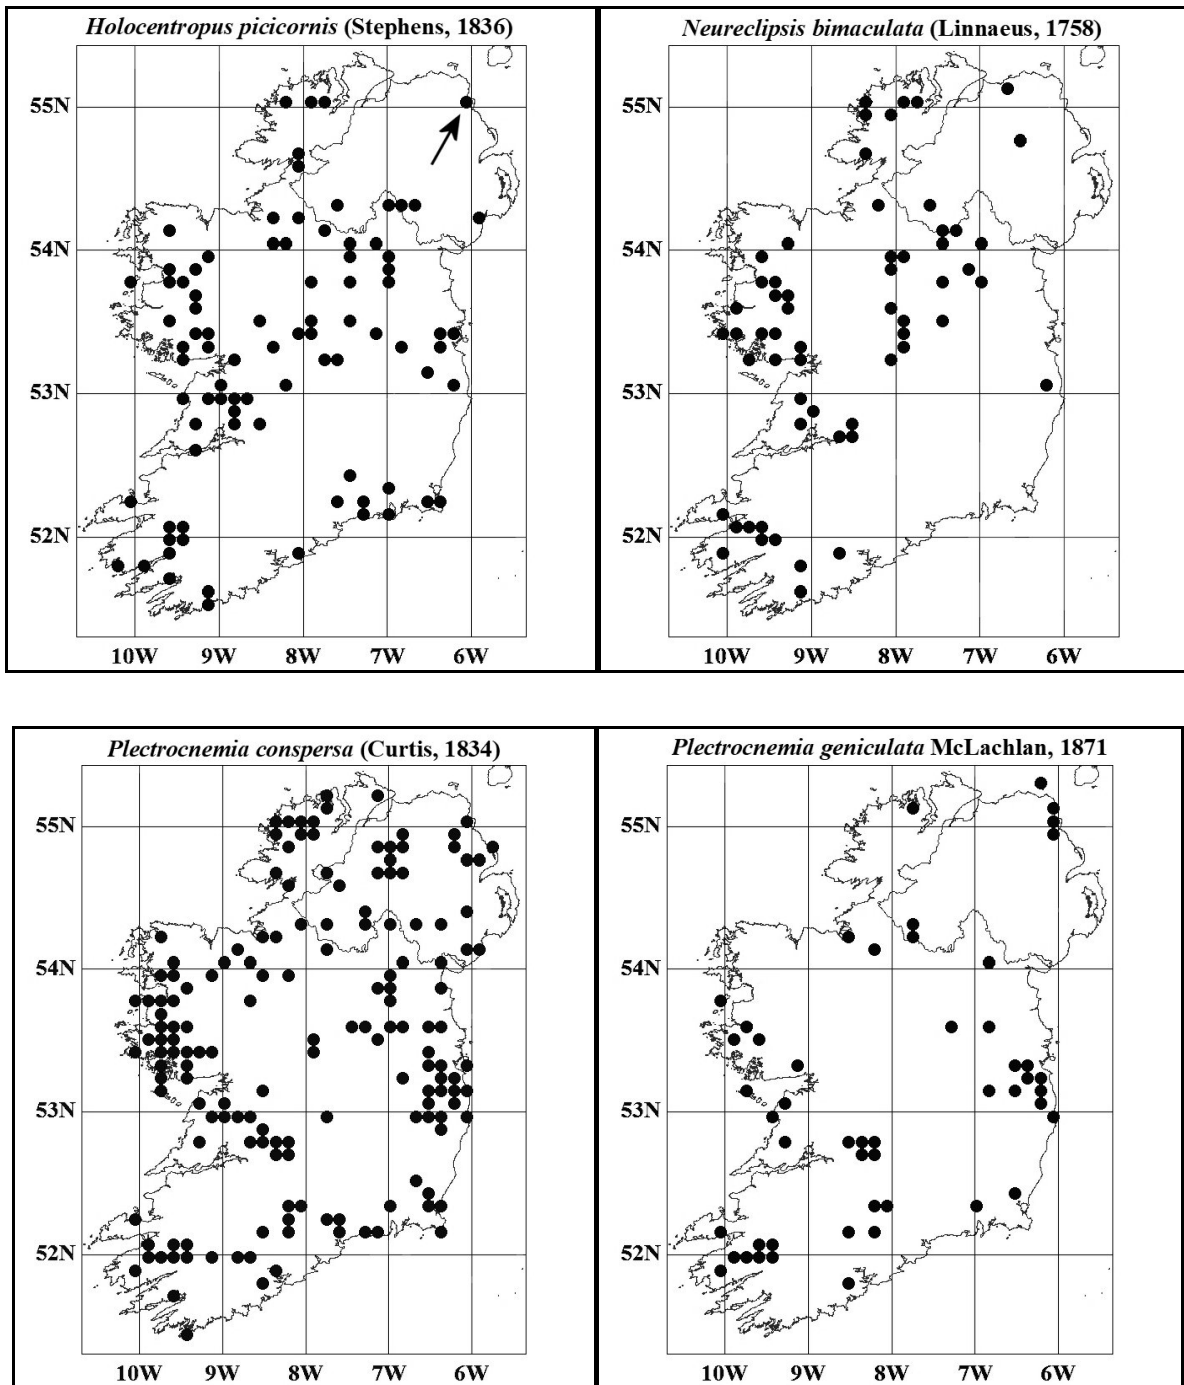 Holocentropus picicornis (Stephens, 1836)
55N
54N
53N
52N
10W 9W 8W 7W 6W
Neureclipsis bimaculata (Linnaeus, 1758)
55N
54N
53N
52N
10W 9W 8W 7W 6W
Plectrocnemia conspersa (Curtis, 1834)
55N
54N
53N
52N
10W 9W 8W 7W 6W
Plectrocnemia geniculata McLachlan, 1871
55N
54N
53N
52N
10W 9W 8W 7W 6W